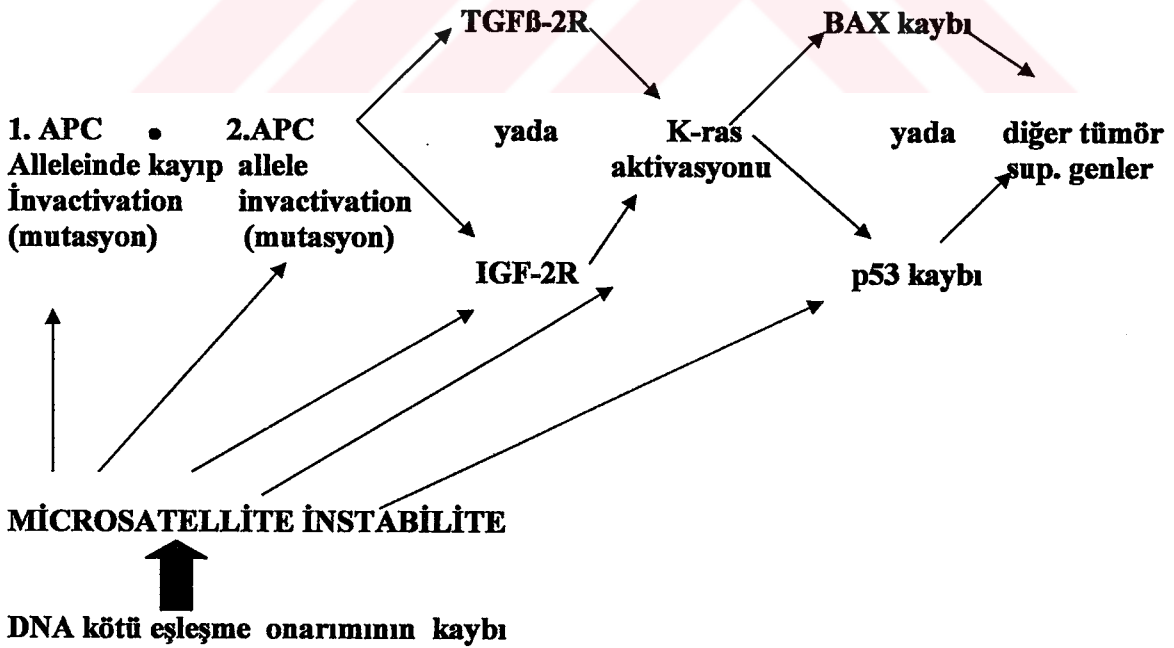 TGFß-2R
BAX kaybı
1. APC • 2.APC yada K-ras yada diğer tümör
Alleleinde kayıp allele aktivasyonu sup. genler
İnvactivation invactivation
(mutasyon) (mutasyon)
IGF-2R p53 kaybı
MİCROSATELLİTE İNSTABİLİTE
DNA kötü eşleşme onarımının kaybı